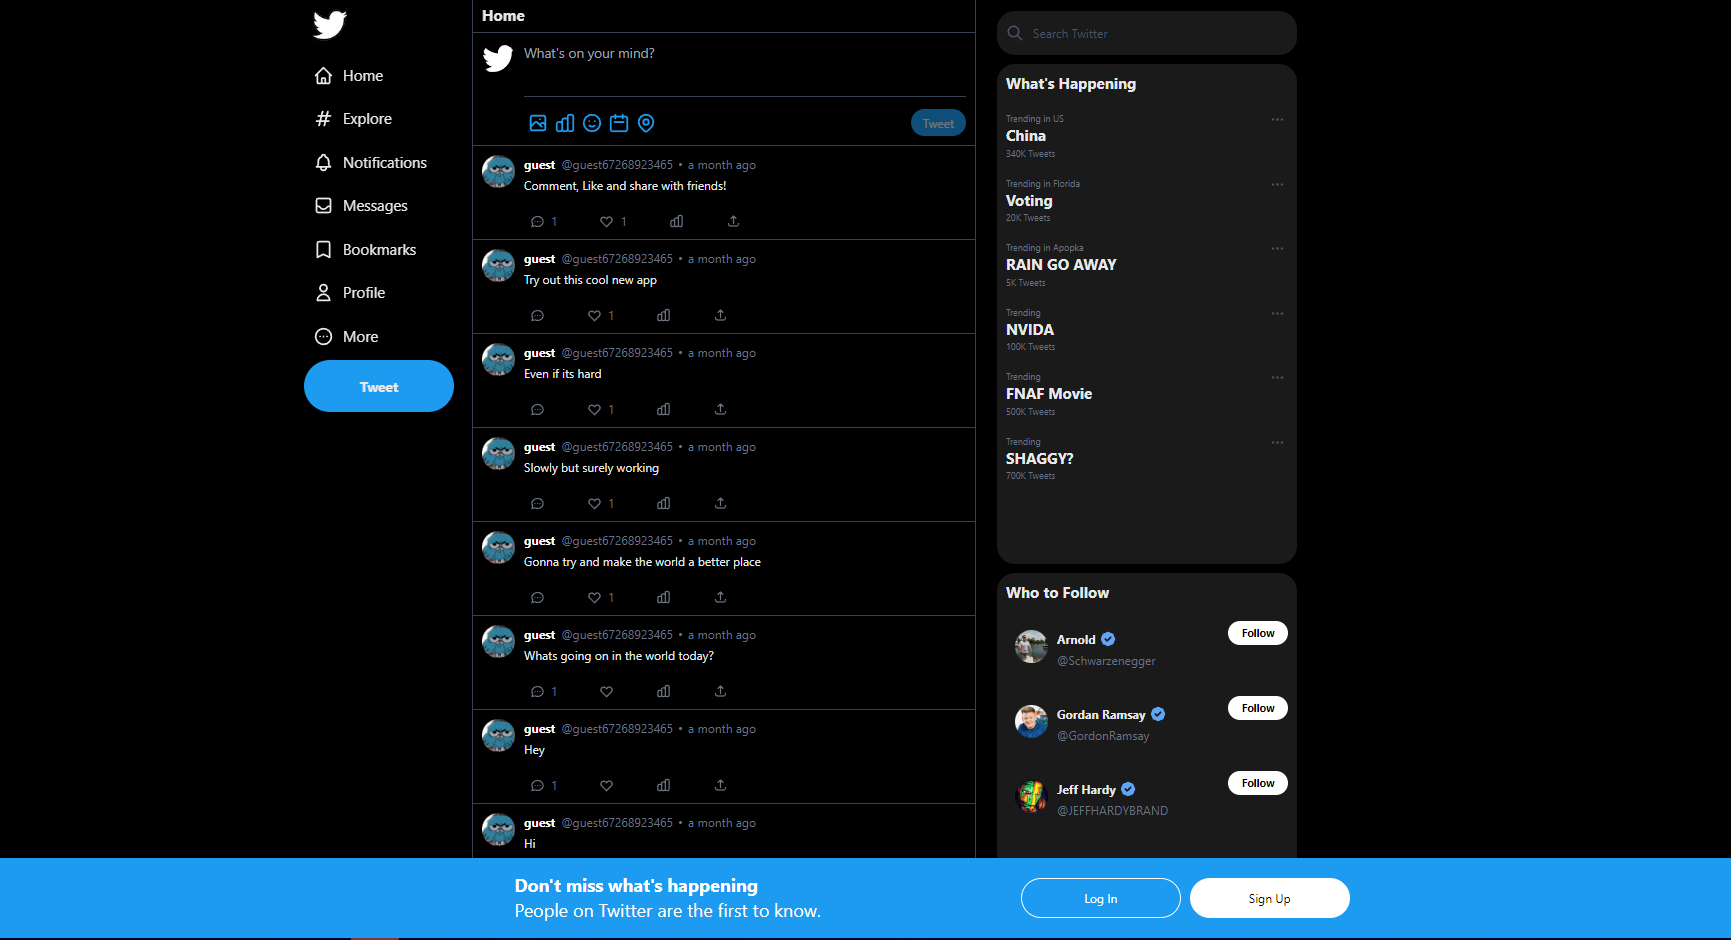 Home
Explore
Notifications
Messages
Bookmarks
Profile
More
Tweet
Home
What's on your mind?
Tweet
guest @guest67268923465 • a month ago
Comment, Like and share with friends!
1 1
guest @guest67268923465 • a month ago
Try out this cool new app
1
guest @guest67268923465 • a month ago
Even if its hard
1
guest @guest67268923465 • a month ago
Slowly but surely working
1
guest @guest67268923465 • a month ago
Gonna try and make the world a better place
1
guest @guest67268923465 • a month ago
Whats going on in the world today?
1
guest @guest67268923465 • a month ago
Hey
1
guest @guest67268923465 • a month ago
Hi
Search Twitter
What's Happening
Trending in US
China
340K Tweets
Trending in Florida
Voting
20K Tweets
Trending in Apopka
RAIN GO AWAY
5K Tweets
Trending
NVIDA
100K Tweets
Trending
FNAF Movie
500K Tweets
Trending
SHAGGY?
700K Tweets
Who to Follow
Arnold
@Schwarzenegger
Follow
Gordan Ramsay
@GordonRamsay
Follow
Jeff Hardy
@JEFFHARDYBRAND
Follow
Don't miss what's happening
People on Twitter are the first to know.
Log In
Sign Up